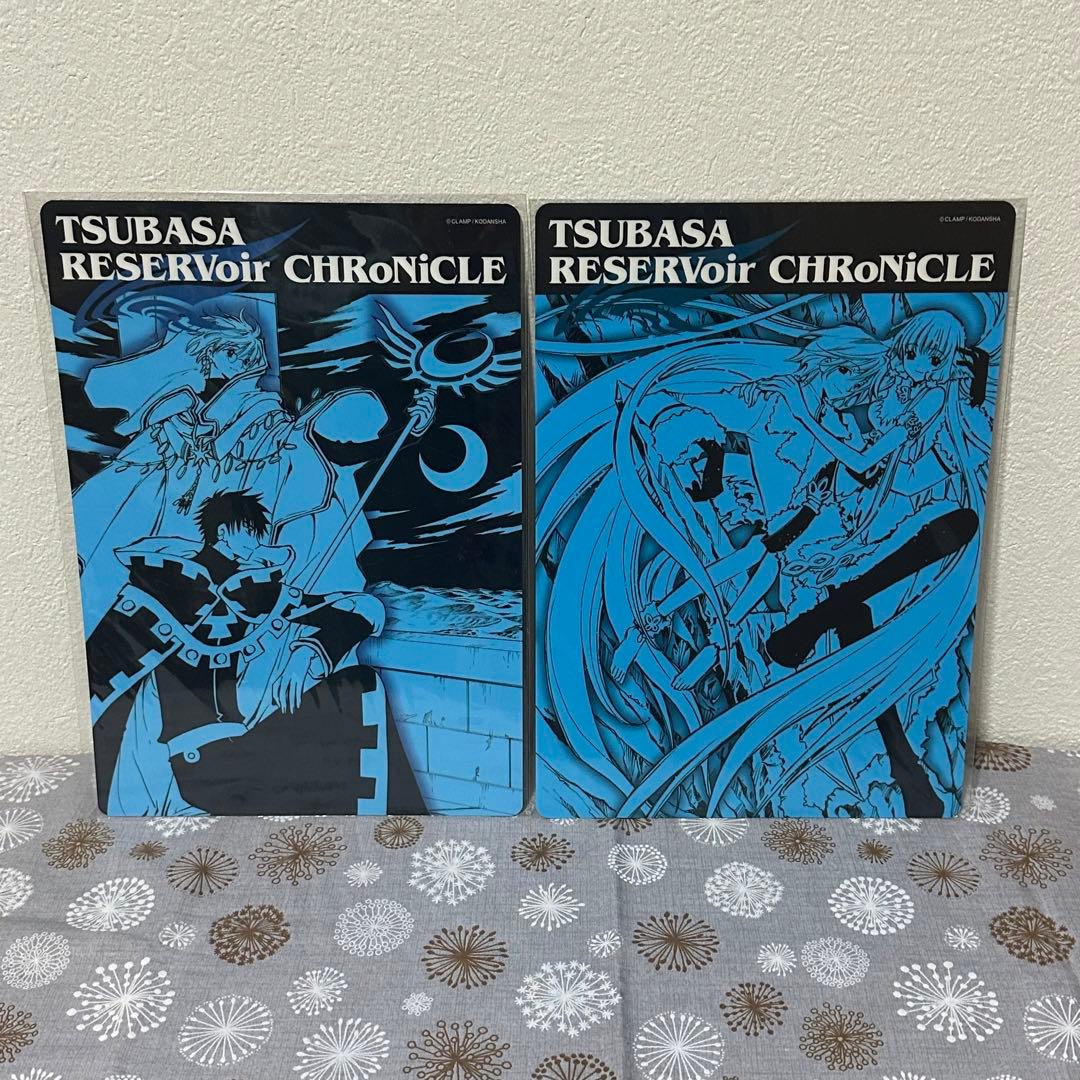 TSUBASA
RESERVoir CHRoNiCLE
©CLAMP/KODANSHA
TSUBASA
RESERVoir CHRoNiCLE
©CLAMP/KODANSHA